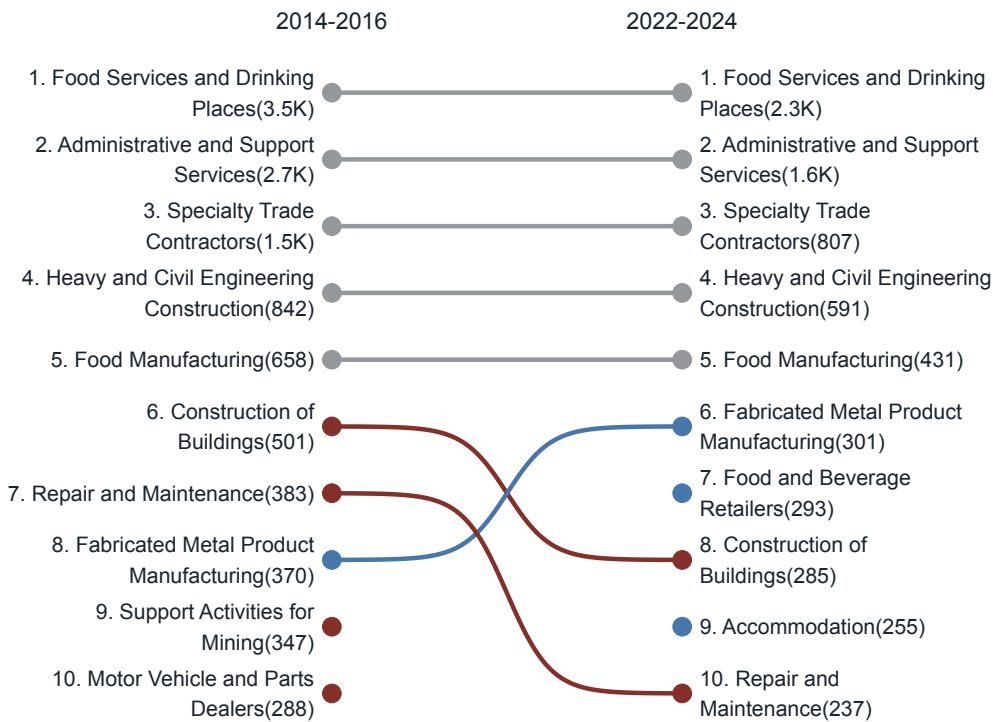 2014-2016
2022-2024
1. Food Services and Drinking
Places(3.5K)
2. Administrative and Support
Services(2.7K)
3. Specialty Trade
Contractors(1.5K)
4. Heavy and Civil Engineering
Construction(842)
5. Food Manufacturing(658)
6. Construction of
Buildings(501)
7. Repair and Maintenance(383)
8. Fabricated Metal Product
Manufacturing(370)
9. Support Activities for
Mining(347)
10. Motor Vehicle and Parts
Dealers(288)
1. Food Services and Drinking
Places(2.3K)
2. Administrative and Support
Services(1.6K)
3. Specialty Trade
Contractors(807)
4. Heavy and Civil Engineering
Construction(591)
5. Food Manufacturing(431)
6. Fabricated Metal Product
Manufacturing(301)
7. Food and Beverage
Retailers(293)
8. Construction of
Buildings(285)
9. Accommodation(255)
10. Repair and
Maintenance(237)